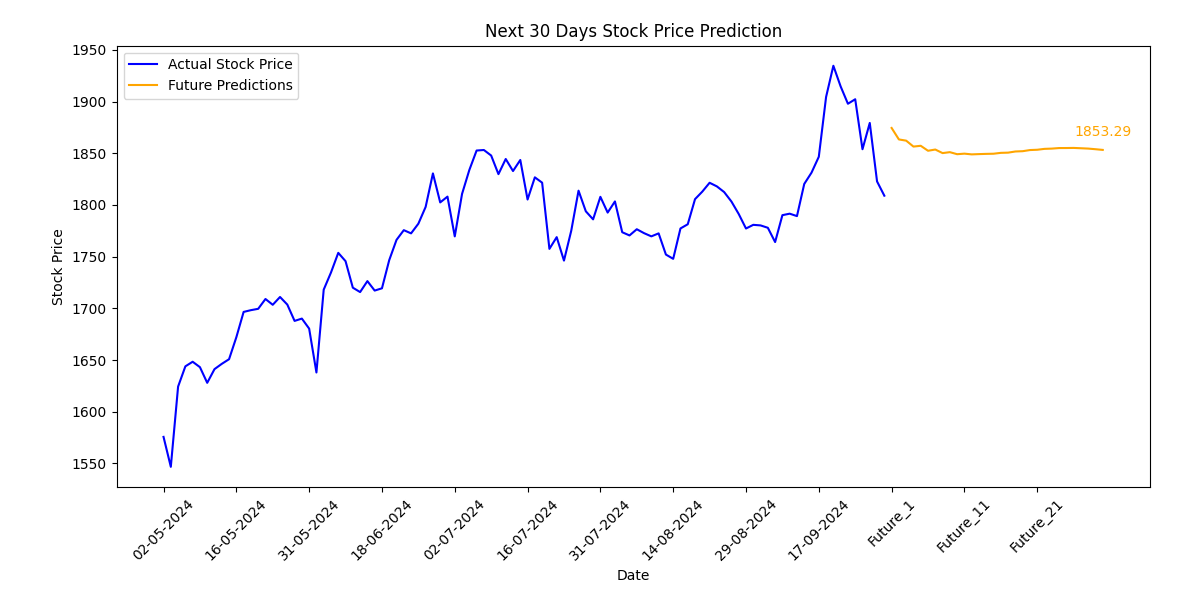 Next 30 Days Stock Price Prediction
Actual Stock Price
Future Predictions
1853.29
Stock Price
1950
1900
1850
1800
1750
1700
1650
1600
1550
02-05-2024
16-05-2024
31-05-2024
18-06-2024
02-07-2024
16-07-2024
31-07-2024
14-08-2024
29-08-2024
17-09-2024
Future_1
Future_11
Future_21
Date